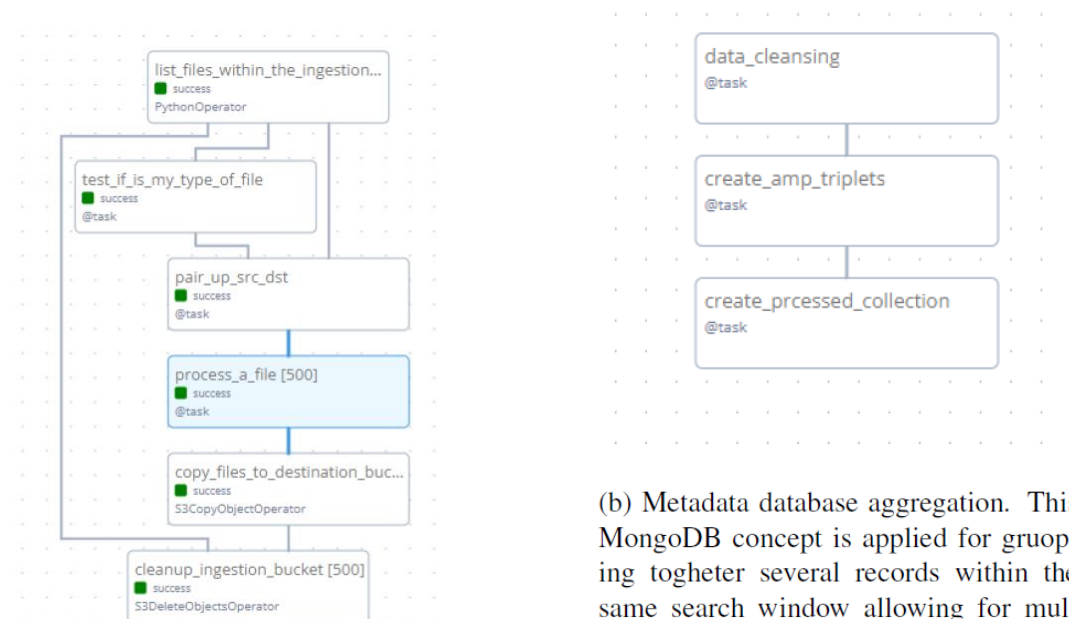 list_files_within_the_ingestion...
success
PythonOperator
test_if_is_my_type_of_file
success
@task
pair_up_src_dst
success
@task
process_a_file [500]
success
@task
copy_files_to_destination_buc...
success
S3CopyObjectOperator
cleanup_ingestion_bucket [500]
success
S3DeleteObjectsOperator
data_cleansing
@task
create_amp_triplets
@task
create_prcessed_collection
@task
(b) Metadata database aggregation. This
MongoDB concept is applied for gruop
ing togheter several records within the
same search window allowing for mul